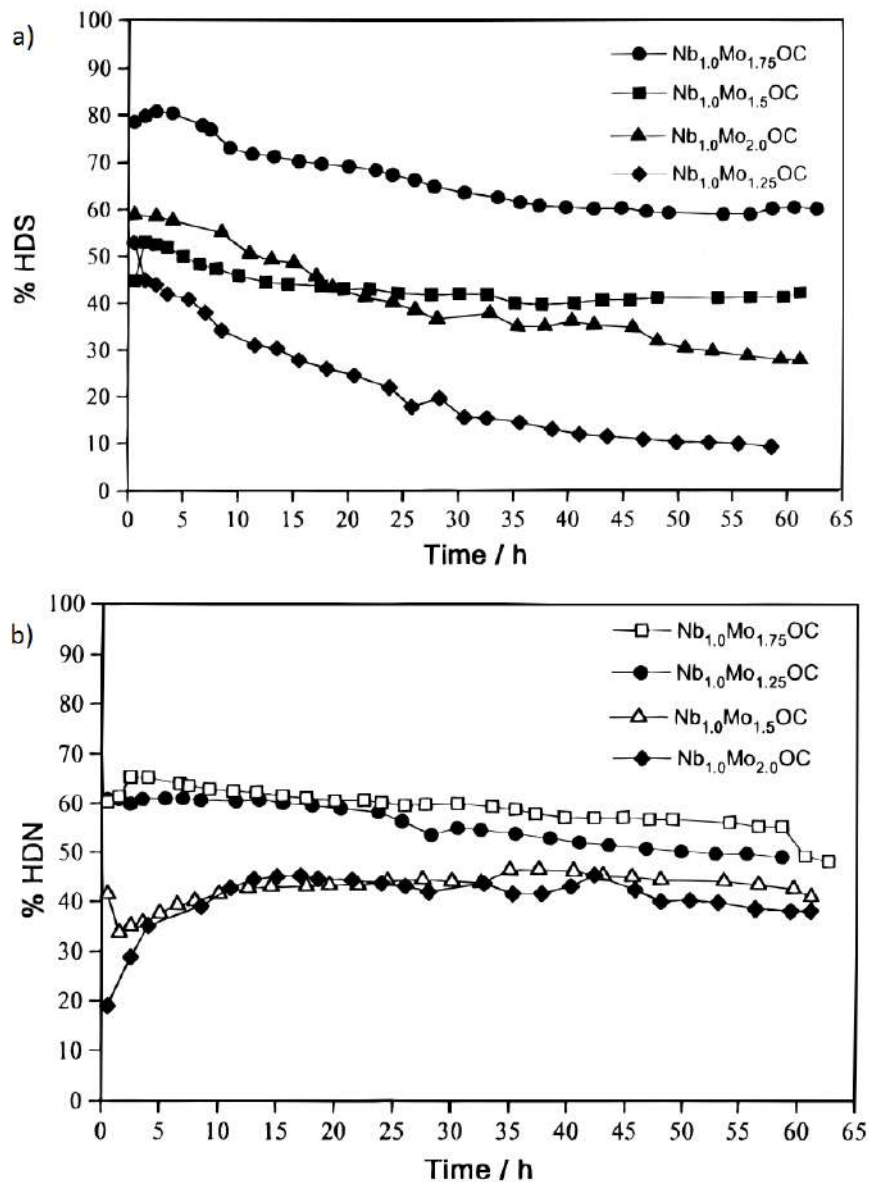 a)
100
90
80
70
60
50
40
30
20
10
0
% HDS
Nb1.0Mo1.75OC
Nb1.0Mo1.5OC
Nb1.0Mo2.0OC
Nb1.0Mo1.25OC
0 5 10 15 20 25 30 35 40 45 50 55 60 65
Time / h
b)
100
90
80
70
60
50
40
30
20
10
0
% HDN
Nb1.0Mo1.75OC
Nb1.0Mo1.25OC
Nb1.0Mo1.5OC
Nb1.0Mo2.0OC
0 5 10 15 20 25 30 35 40 45 50 55 60 65
Time / h